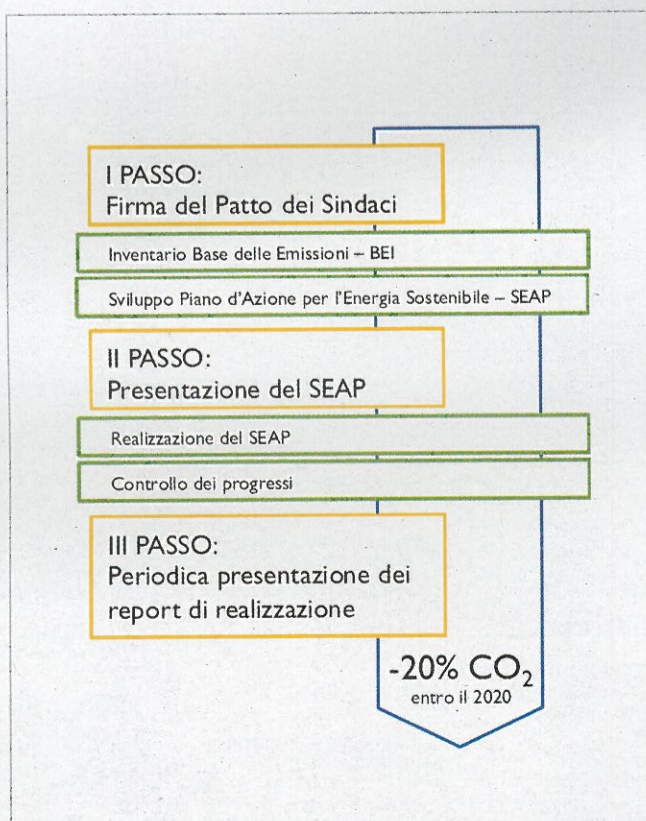 I PASSO:
Firma del Patto dei Sindaci
Inventario Base delle Emissioni – BEI
Sviluppo Piano d'Azione per l'Energia Sostenibile – SEAP
II PASSO:
Presentazione del SEAP
Realizzazione del SEAP
Controllo dei progressi
III PASSO:
Periodica presentazione dei
report di realizzazione
-20% CO₂
entro il 2020